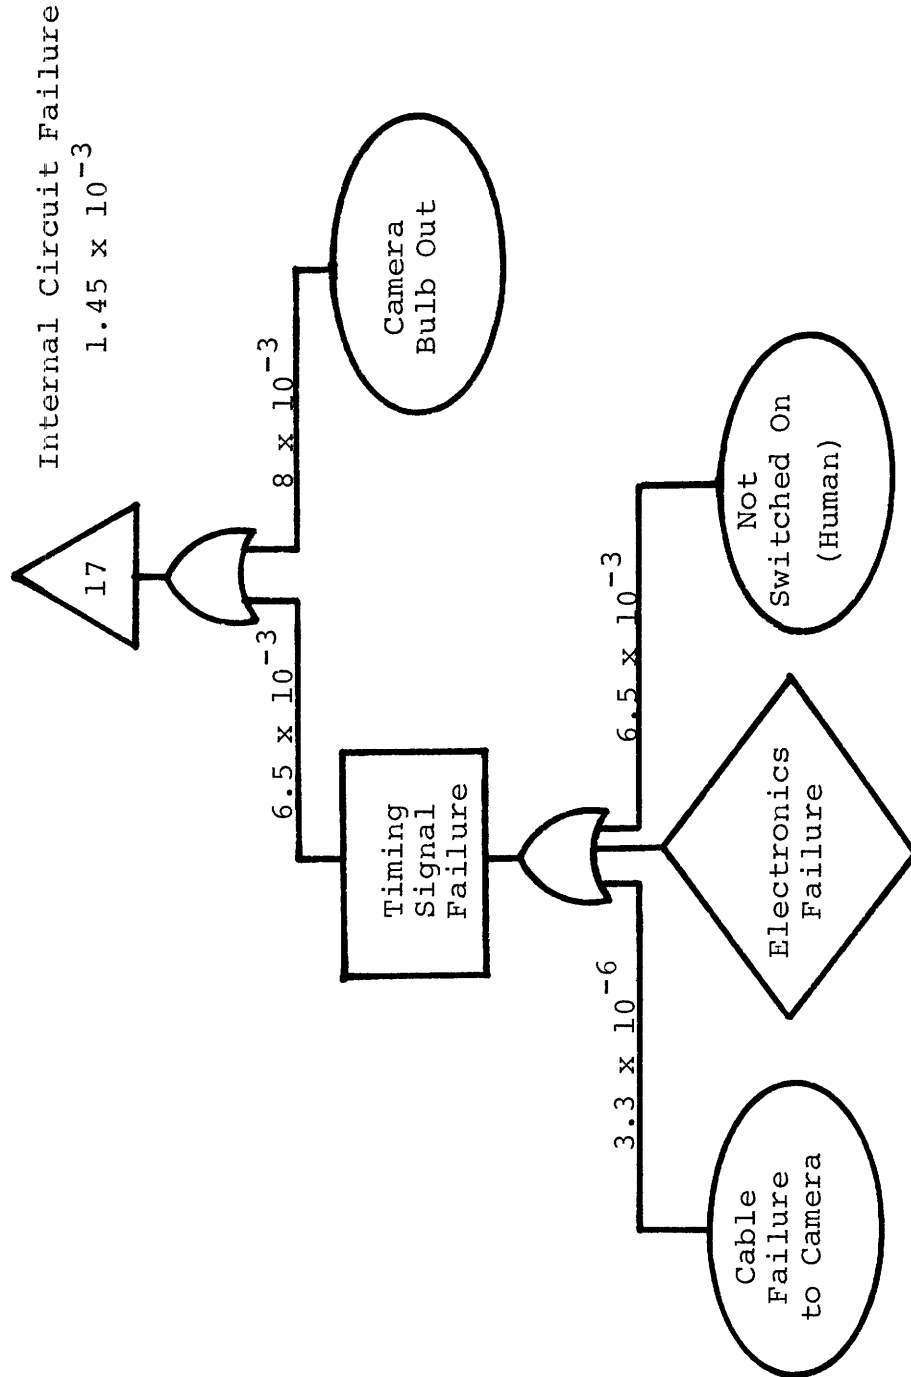 Internal Circuit Failure
1.45 x 10^-3
17
6.5 x 10^-3
8 x 10^-3
Timing
Signal
Failure
Camera
Bulb Out
3.3 x 10^-6
6.5 x 10^-3
Cable
Failure
to Camera
Electronics
Failure
Not
Switched On
(Human)